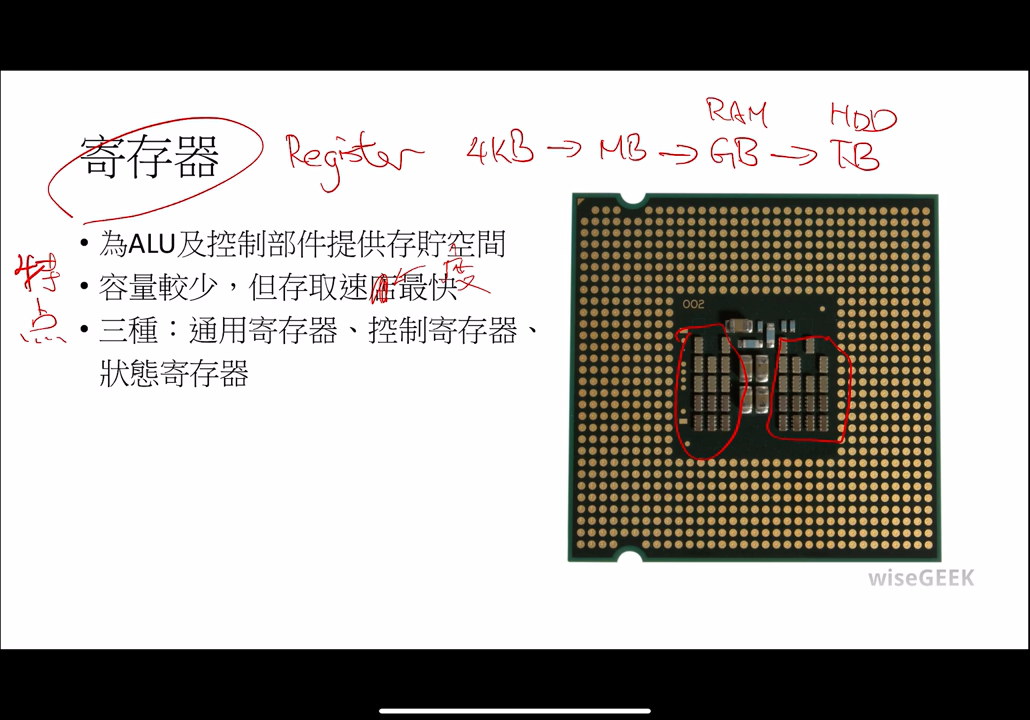 RAM HDD
寄存器 Register 4KB → MB → GB → TB
• 為ALU及控制部件提供存貯空間
特点
• 容量較少，但存取速度最快
• 三種：通用寄存器、控制寄存器、
狀態寄存器
002
wiseGEEK